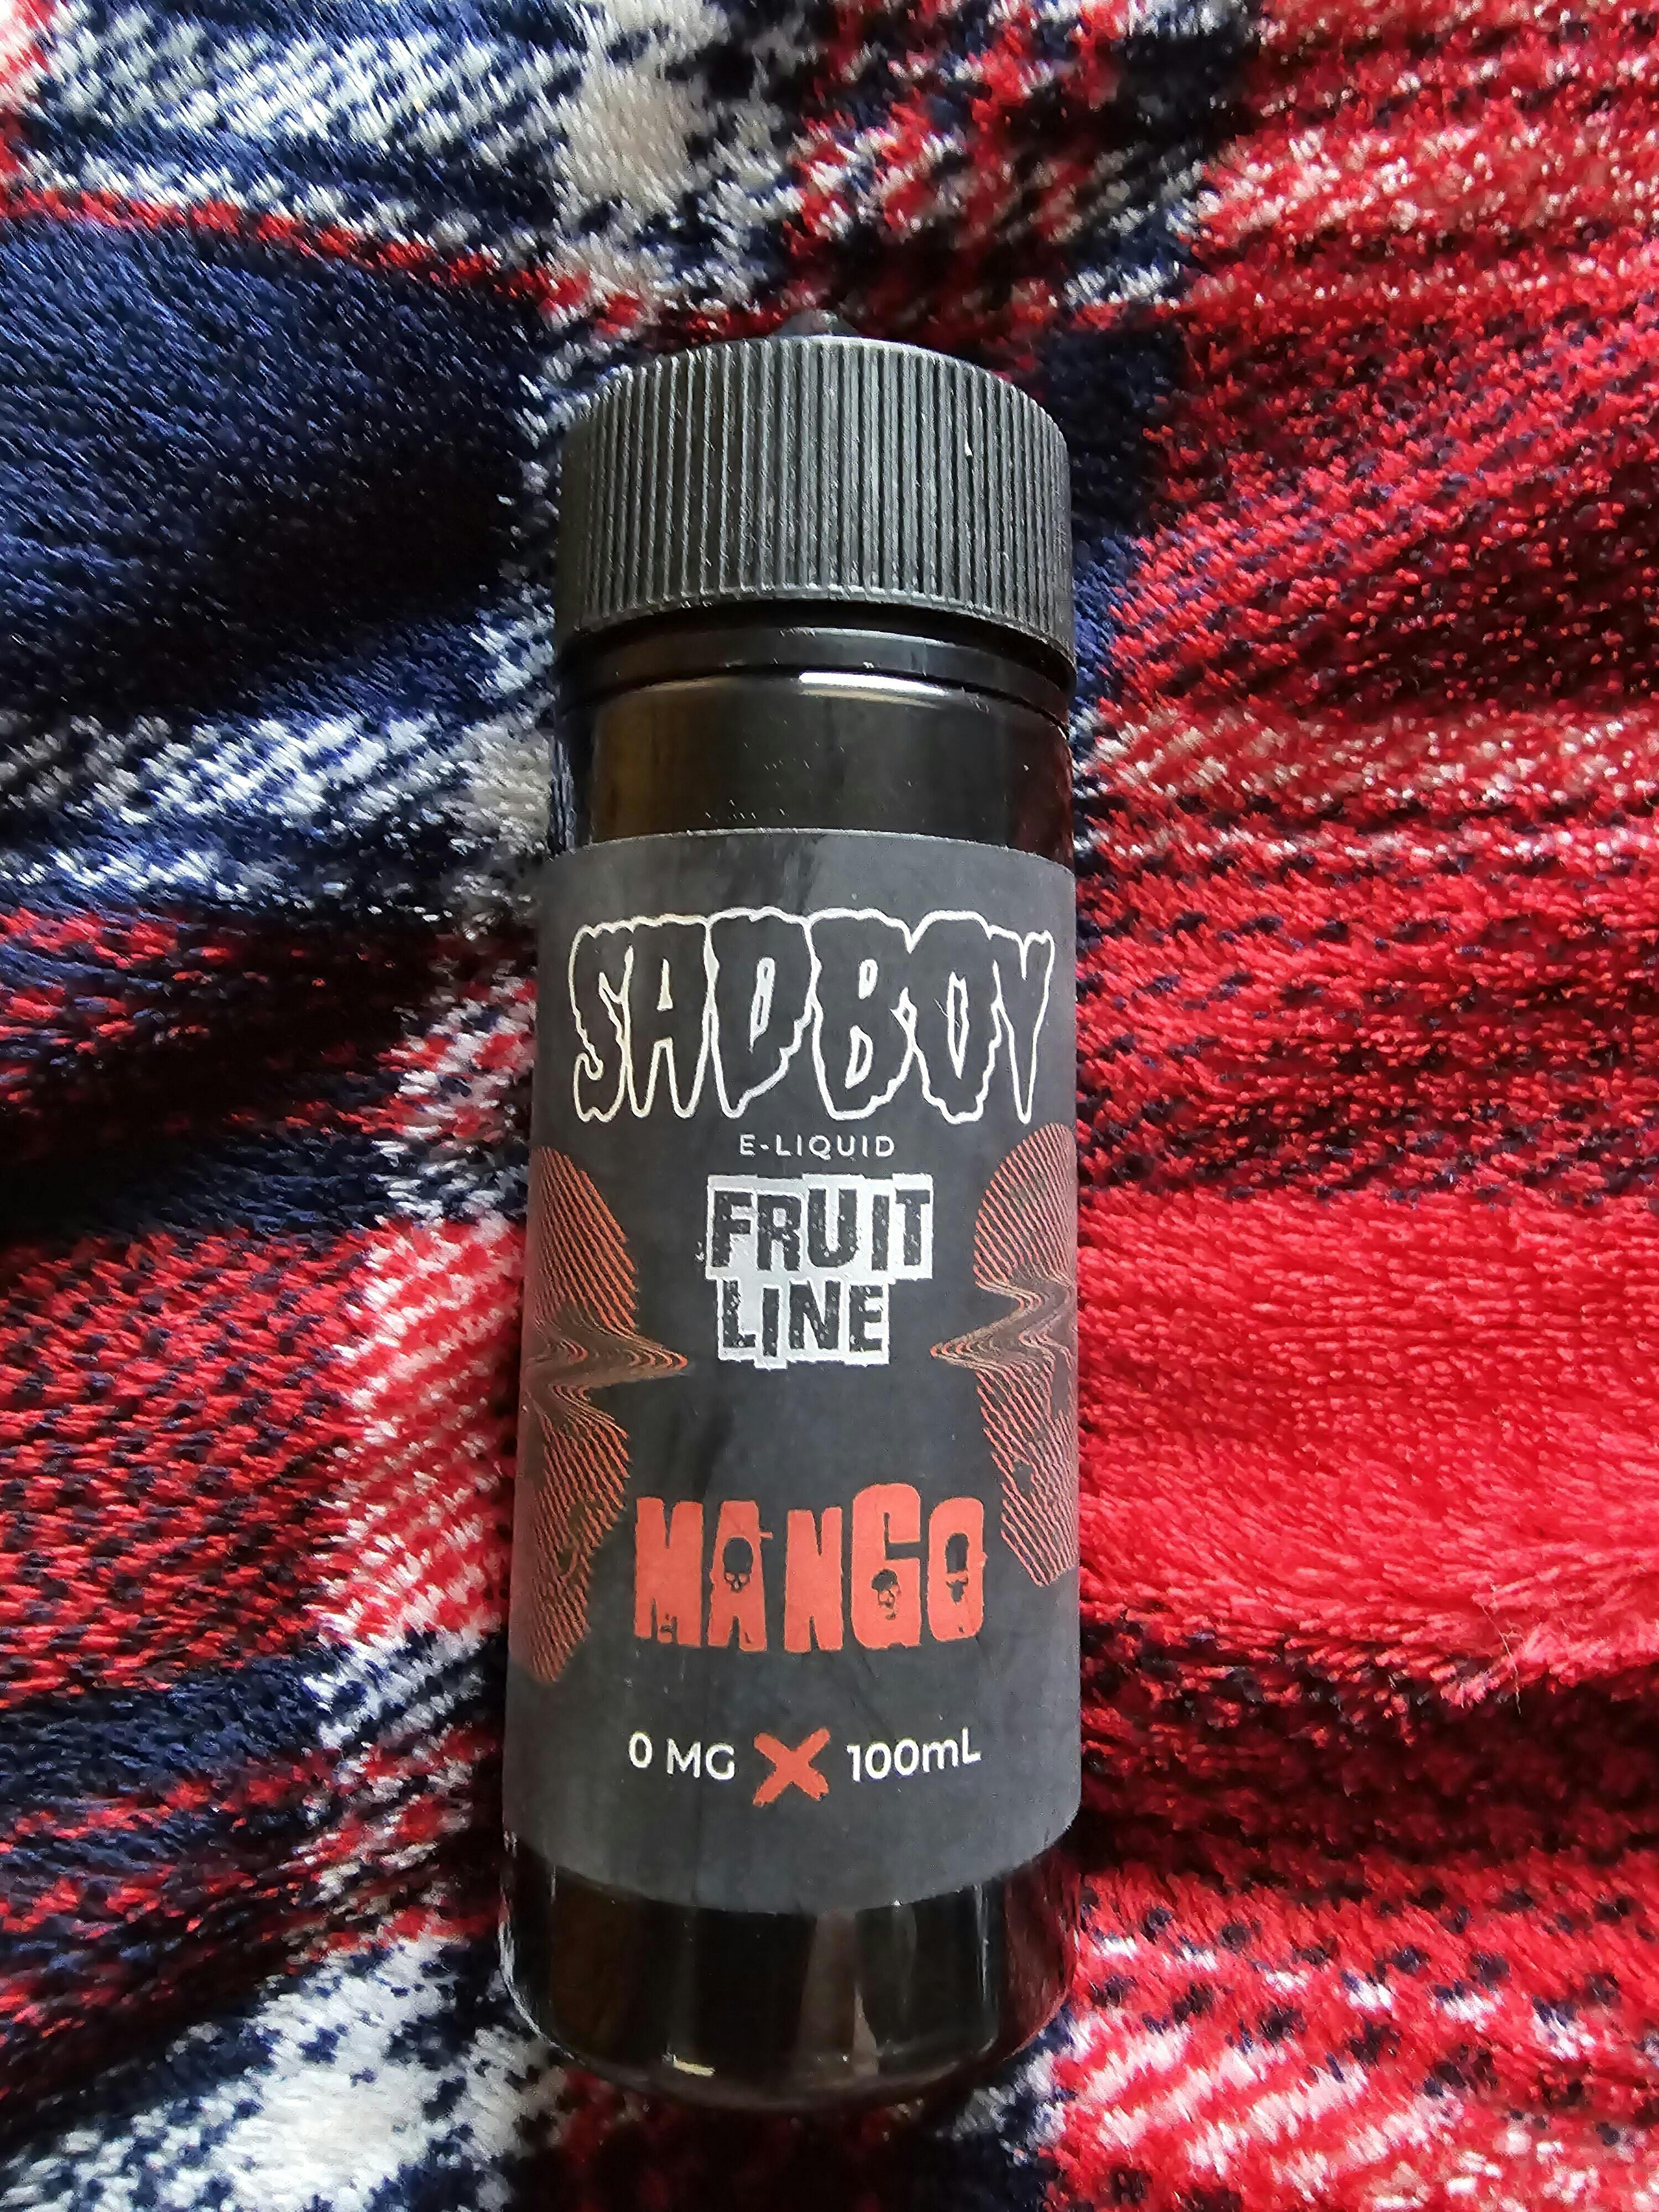 SADBOY
E-LIQUID
FRUIT
LINE
MANGO
0 MG X 100mL